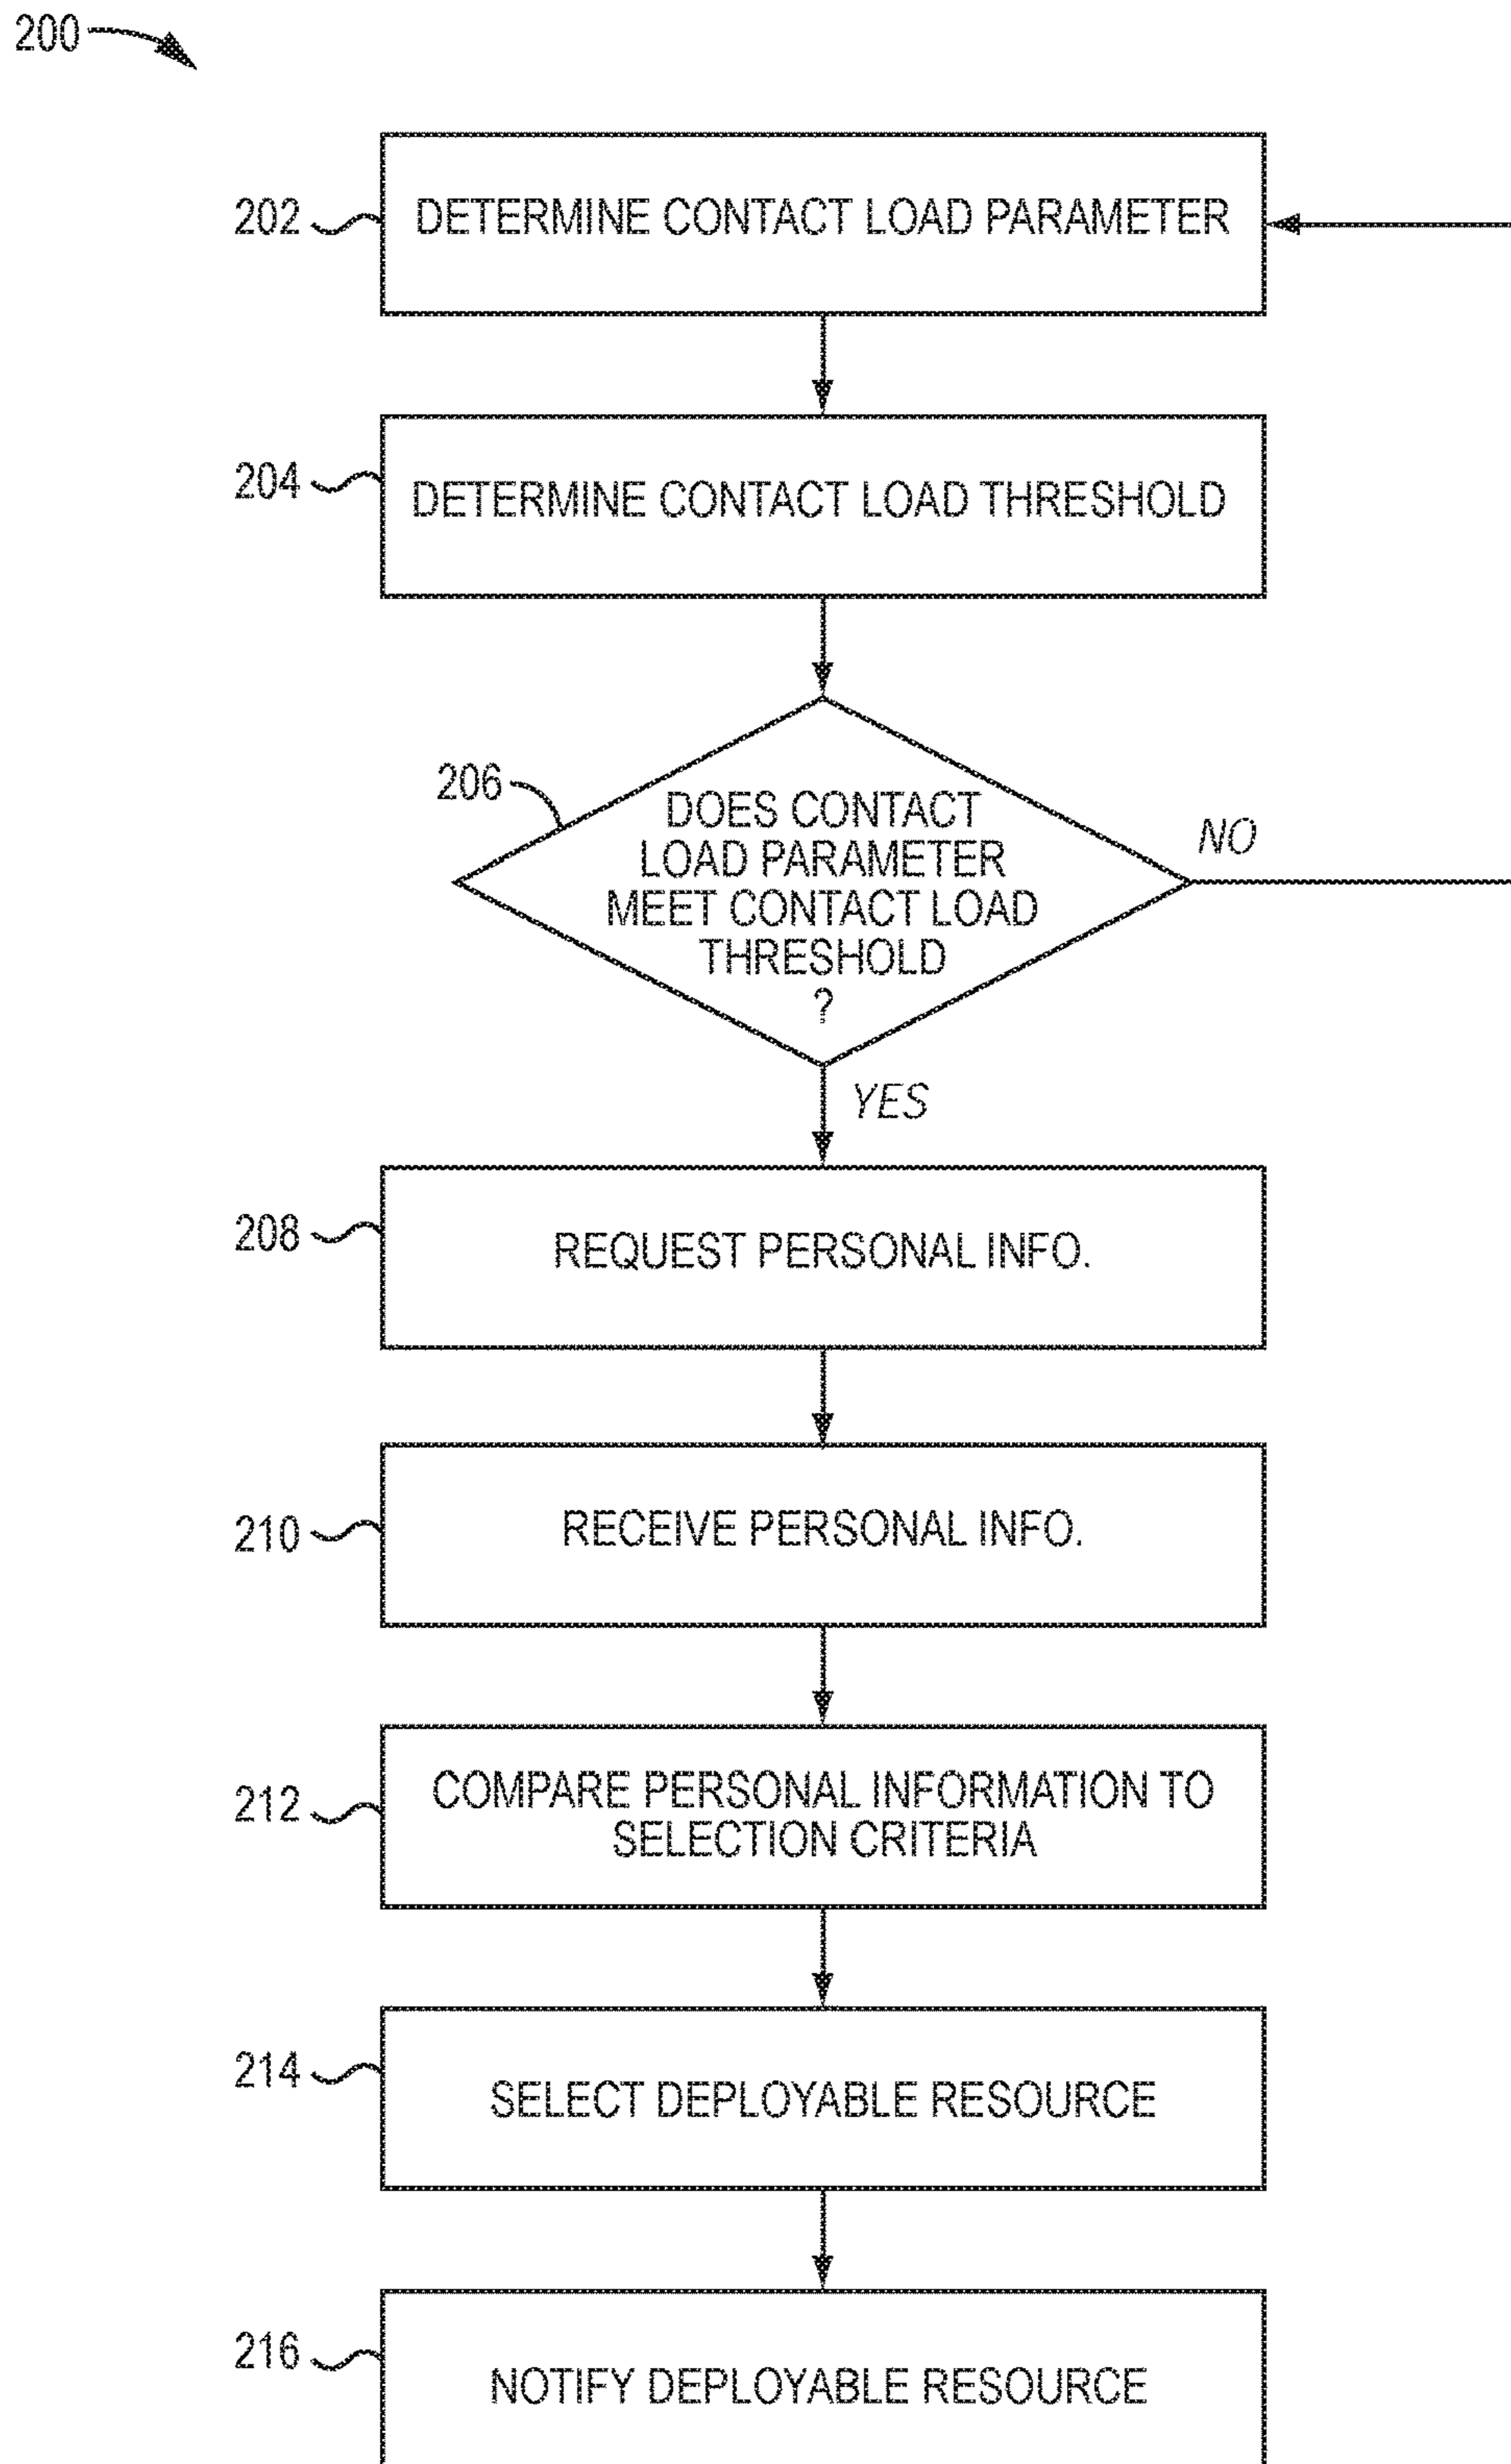 200
202
DETERMINE CONTACT LOAD PARAMETER
204
DETERMINE CONTACT LOAD THRESHOLD
206
DOES CONTACT
LOAD PARAMETER
MEET CONTACT LOAD
THRESHOLD
?
NO
YES
208
REQUEST PERSONAL INFO.
210
RECEIVE PERSONAL INFO.
212
COMPARE PERSONAL INFORMATION TO
SELECTION CRITERIA
214
SELECT DEPLOYABLE RESOURCE
216
NOTIFY DEPLOYABLE RESOURCE